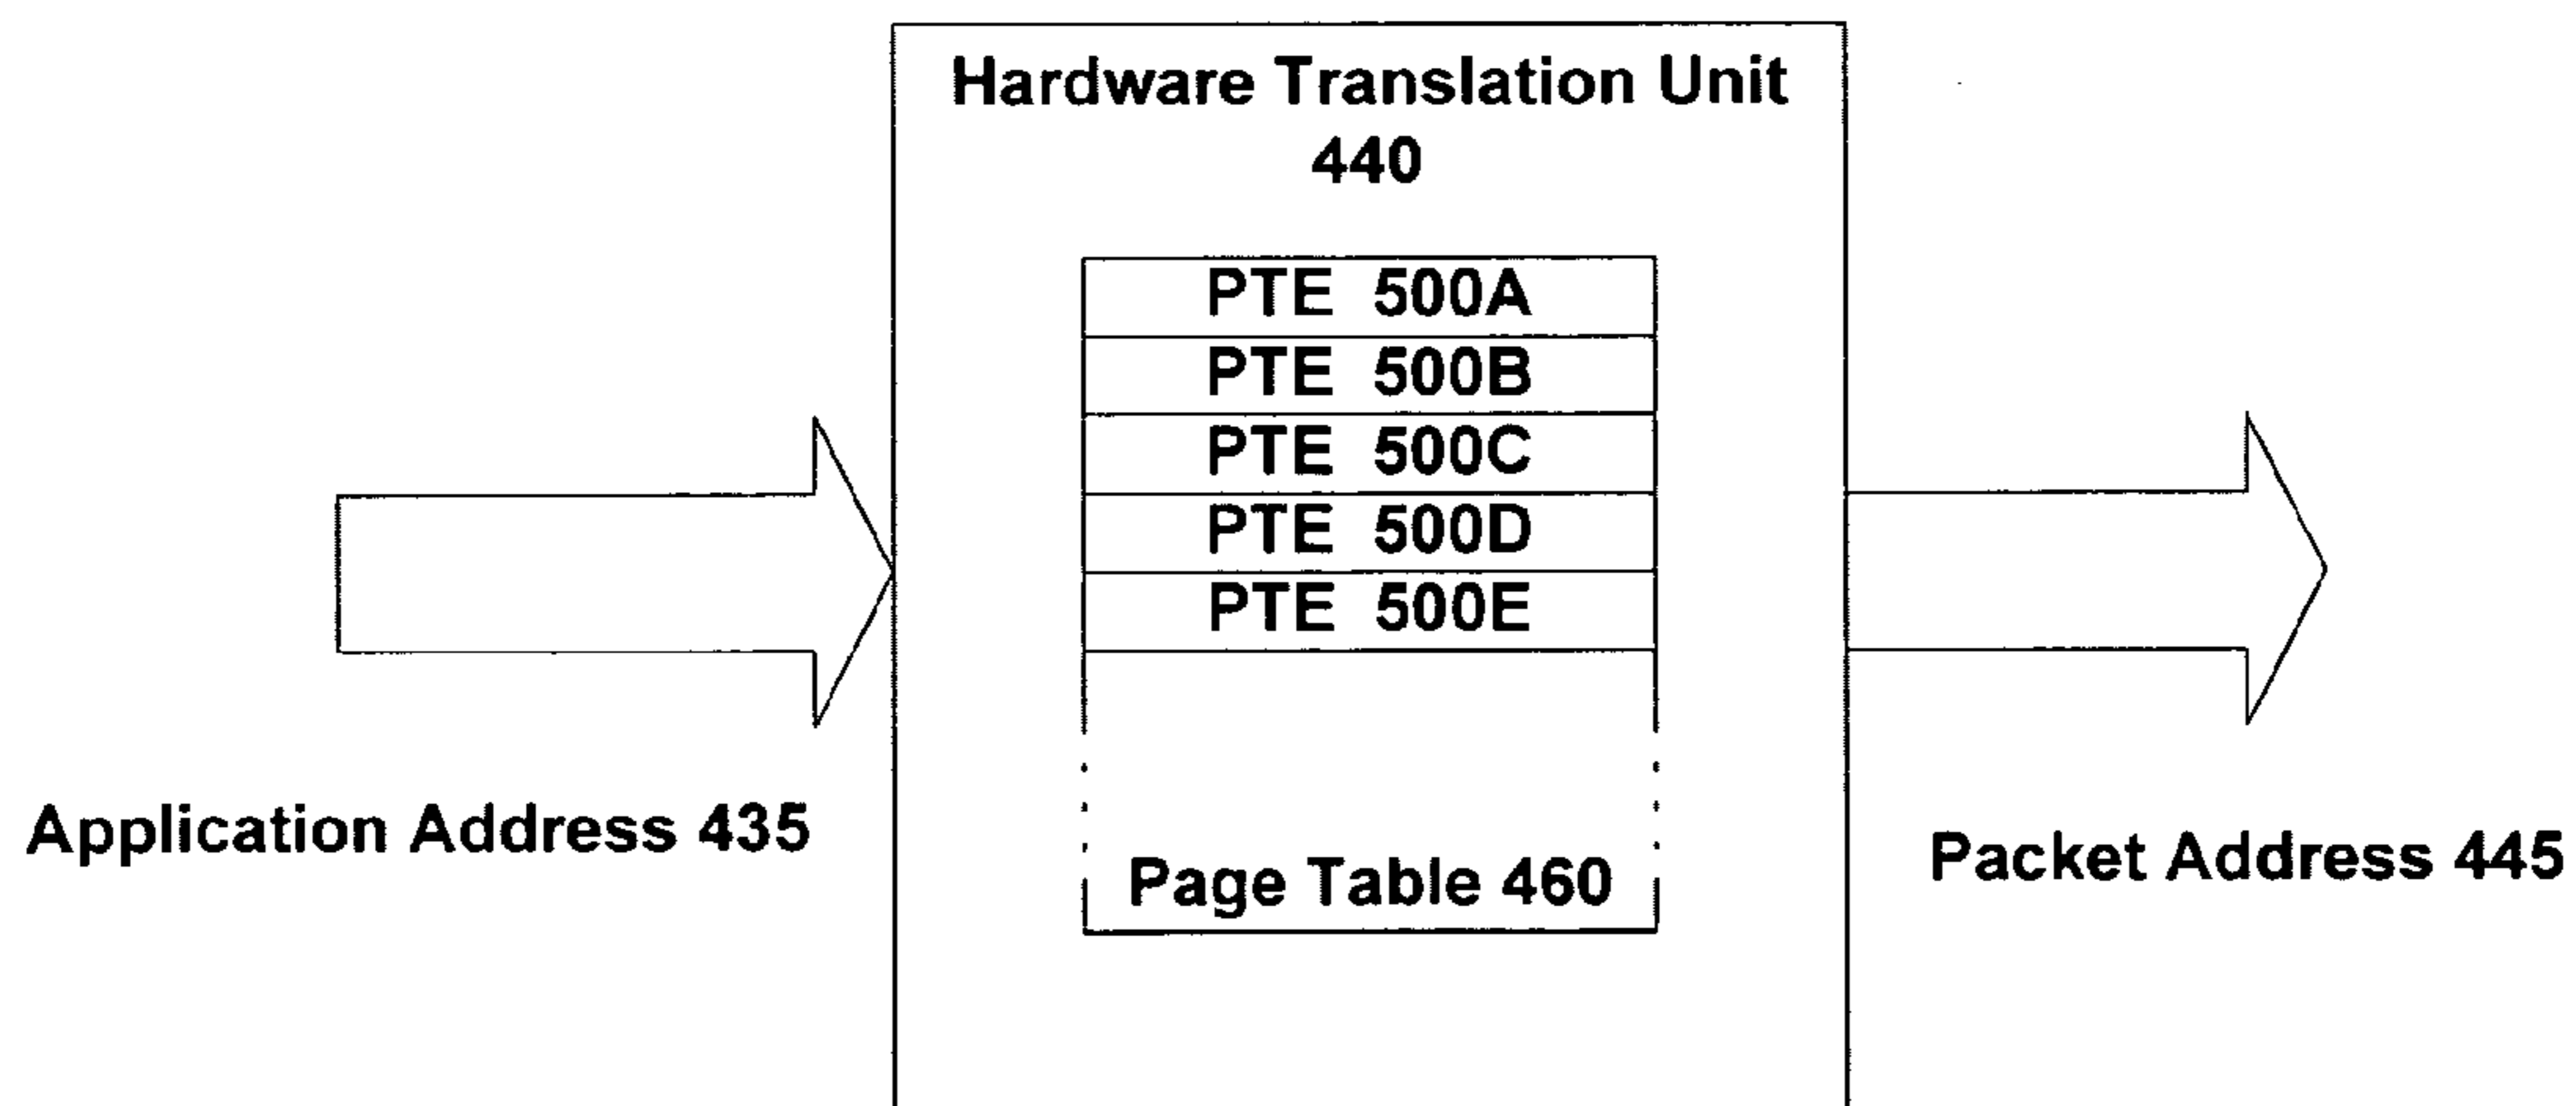 Hardware Translation Unit
440
PTE 500A
PTE 500B
PTE 500C
PTE 500D
PTE 500E
Page Table 460
Application Address 435
Packet Address 445